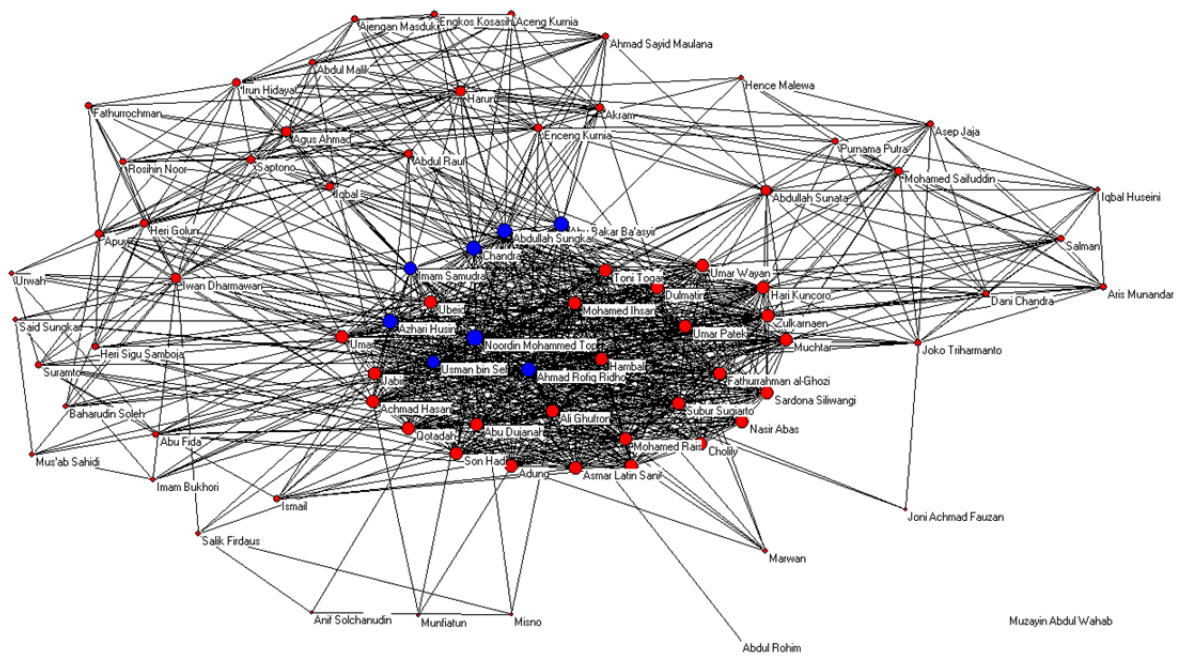 Ajengan Masduki
Engkos Kosasih
Aceng Kurnia
Ahmad Sayid Maulana
Abdul Malik
Hence Malewa
Irun Hidayat
Harun
Fathurrochman
Akram
Agus Ahmad
Enceng Kurnia
Asep Jaja
Purnama Putra
Rosihin Noor
Saptono
Abdul Rauf
Mohamed Saifuddin
Iqbal
Abdullah Sunata
Iqbal Huseini
Heri Golun
Abu Bakar Ba'asyir
Apuy
Abdullah Sungkar
Salman
Chandra
Urwah
Iwan Dharmawan
Imam Samudra
Toni Togar
Umar Wayan
Dulmatin
Hari Kuncoro
Dani Chandra
Aris Munandar
Ubeid
Mohamed Ihsan
Said Sungkar
Azhari Husin
Zulkarnaen
Umar Patek
Umar
Noordin Mohammed Top
Muchtar
Joko Triharmanto
Heri Sigu Samboja
Suramto
Usman bin Sef
Hambali
Jabir
Ahmad Rofiq Ridho
Fathurrahman al-Ghozi
Sardona Siliwangi
Baharudin Soleh
Achmad Hasan
Subur Sugiarto
Ali Ghufron
Nasir Abas
Abu Fida
Qotadah
Abu Dujanah
Mohamed Rais
Cholily
Mus'ab Sahidi
Son Hadi
Adung
Asmar Latin Sani
Imam Bukhori
Ismail
Joni Achmad Fauzan
Salik Firdaus
Marwan
Anif Solchanudin
Munfiatun
Misno
Muzayin Abdul Wahab
Abdul Rohim